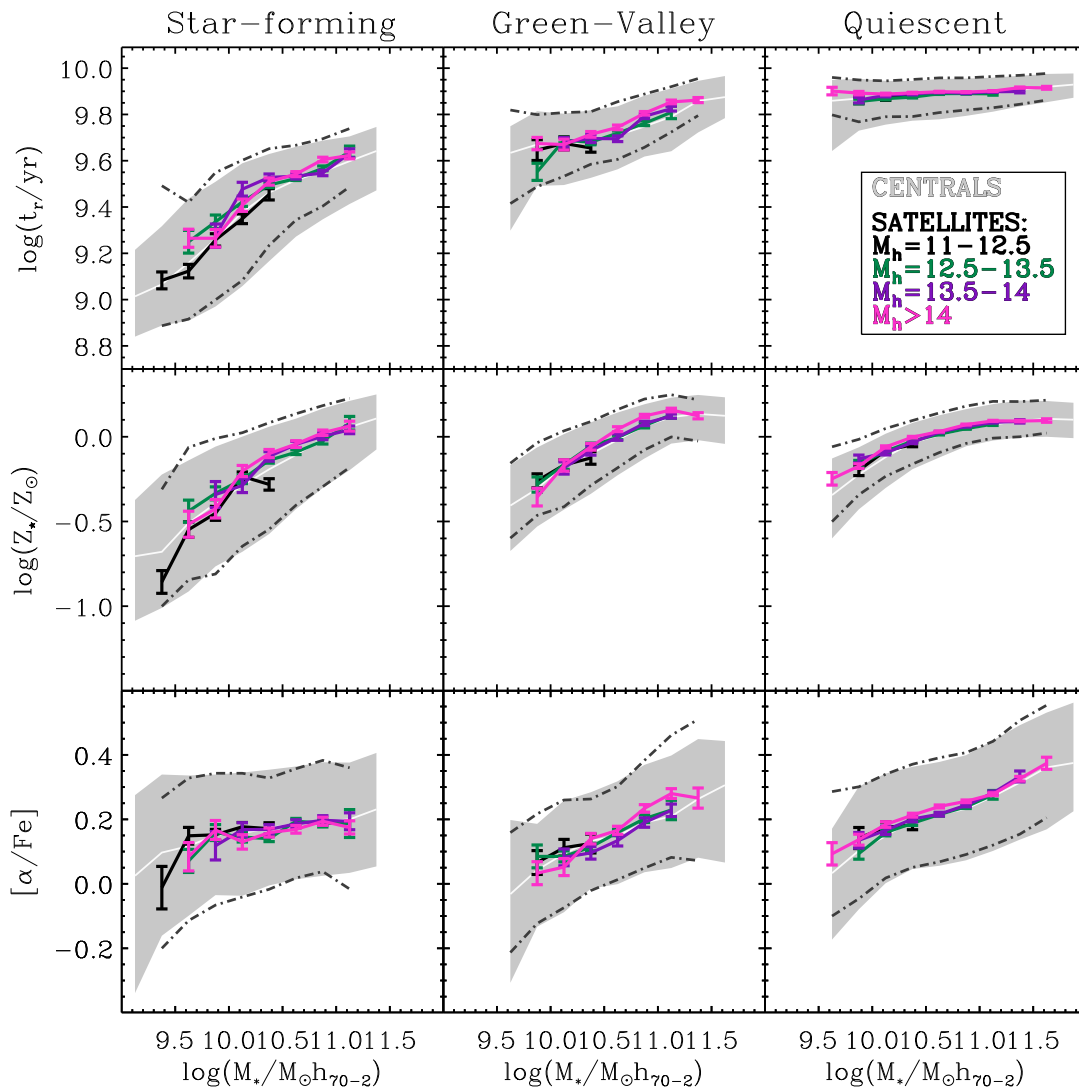 Star-forming Green-Valley Quiescent
10.0
9.8
9.6
9.4
9.2
9.0
8.8
log(t_r/yr)
CENTRALS
SATELLITES:
M_h=11-12.5
M_h=12.5-13.5
M_h=13.5-14
M_h>14
0.0
-0.5
-1.0
log(Z_★/Z_⊙)
0.4
0.2
0.0
-0.2
[α/Fe]
9.5 10.010.511.011.5 9.5 10.010.511.011.5 9.5 10.010.511.011.5
log(M_*/M_⊙h_70-2) log(M_*/M_⊙h_70-2) log(M_*/M_⊙h_70-2)